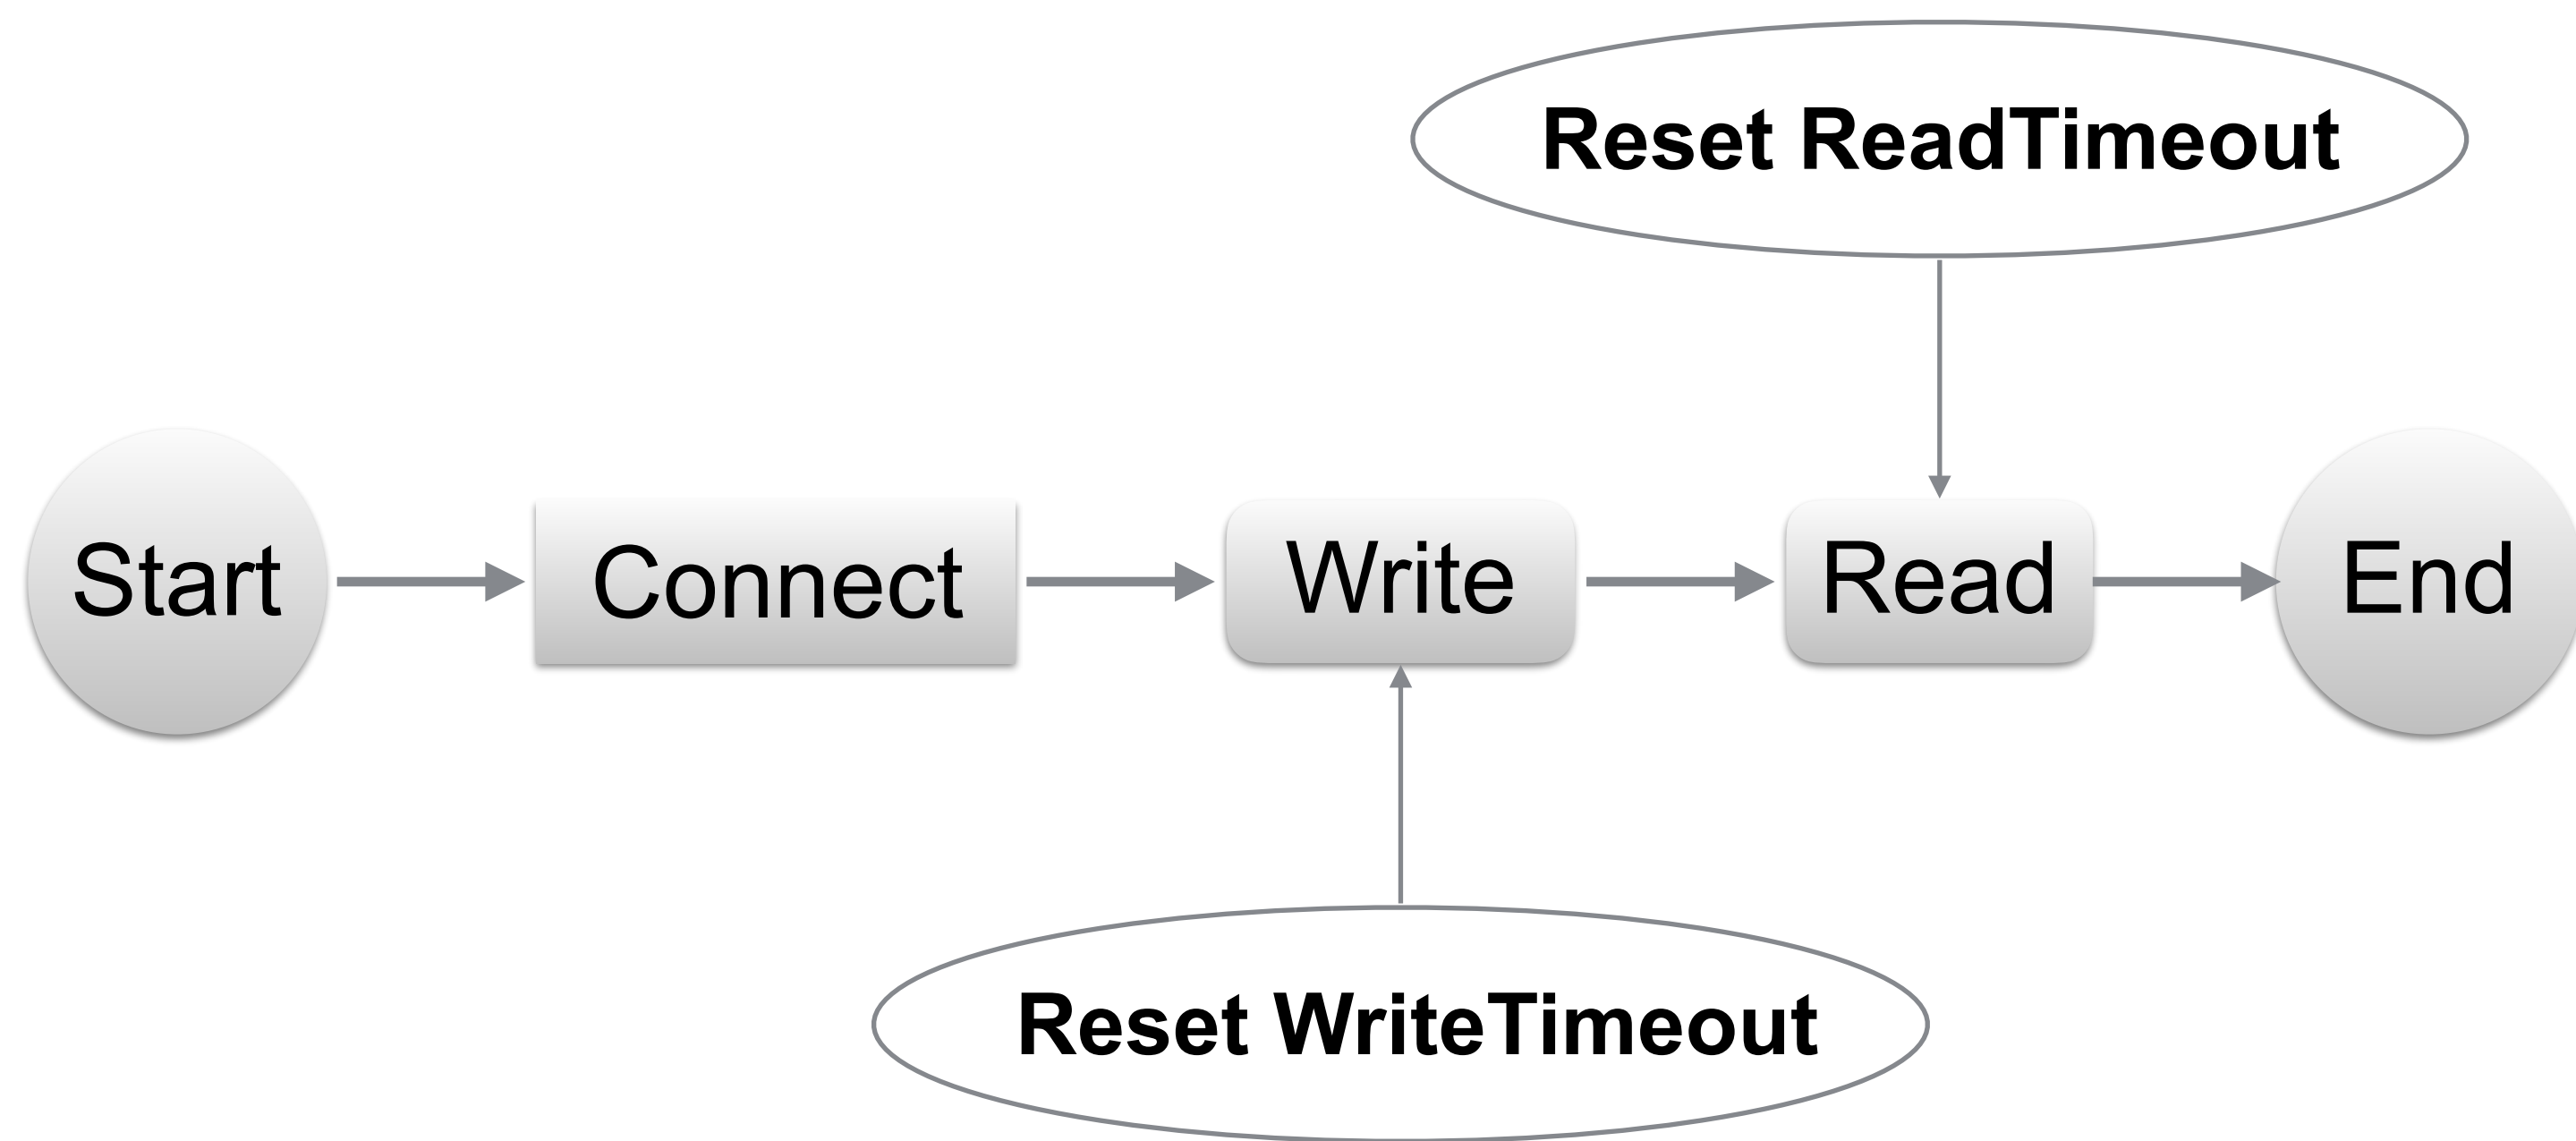 Reset ReadTimeout
Start
Connect
Write
Read
End
Reset WriteTimeout